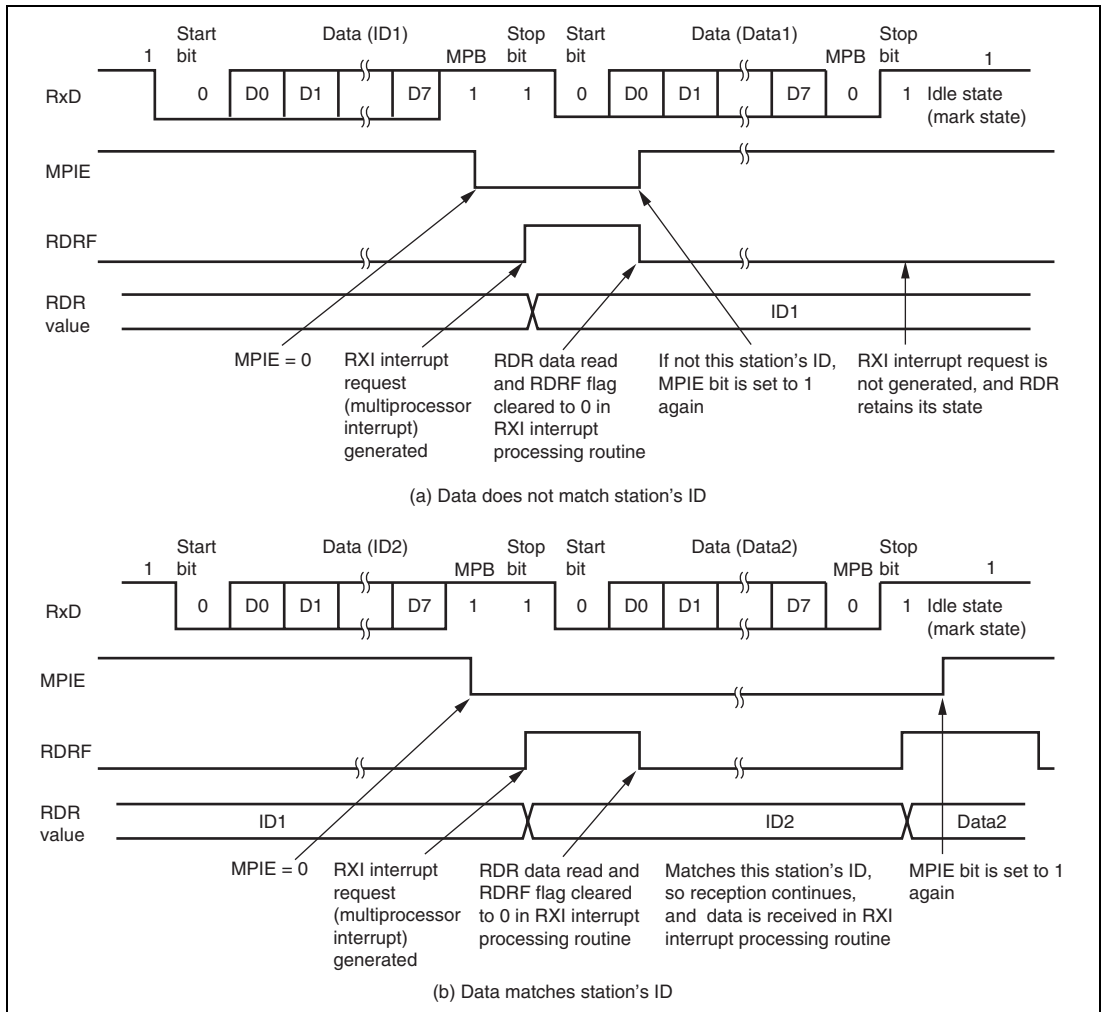 Start Data (ID1) Stop Start Data (Data1) Stop
1 bit MPB bit bit MPB bit 1
RxD 0 D0 D1 D7 1 1 0 D0 D1 D7 0 1 Idle state
(mark state)
MPIE
RDRF
RDR
value
ID1
MPIE = 0
RXI interrupt
request
(multiprocessor
interrupt)
generated
RDR data read
and RDRF flag
cleared to 0 in
RXI interrupt
processing routine
If not this station's ID,
MPIE bit is set to 1
again
RXI interrupt request is
not generated, and RDR
retains its state
(a) Data does not match station's ID
Start Data (ID2) Stop Start Data (Data2) Stop
1 bit MPB bit bit MPB bit 1
RxD 0 D0 D1 D7 1 1 0 D0 D1 D7 0 1 Idle state
(mark state)
MPIE
RDRF
RDR
value
ID1 ID2 Data2
MPIE = 0
RXI interrupt
request
(multiprocessor
interrupt)
generated
RDR data read and
RDRF flag cleared
to 0 in RXI interrupt
processing routine
Matches this station's ID,
so reception continues,
and data is received in RXI
interrupt processing routine
MPIE bit is set to 1
again
(b) Data matches station's ID